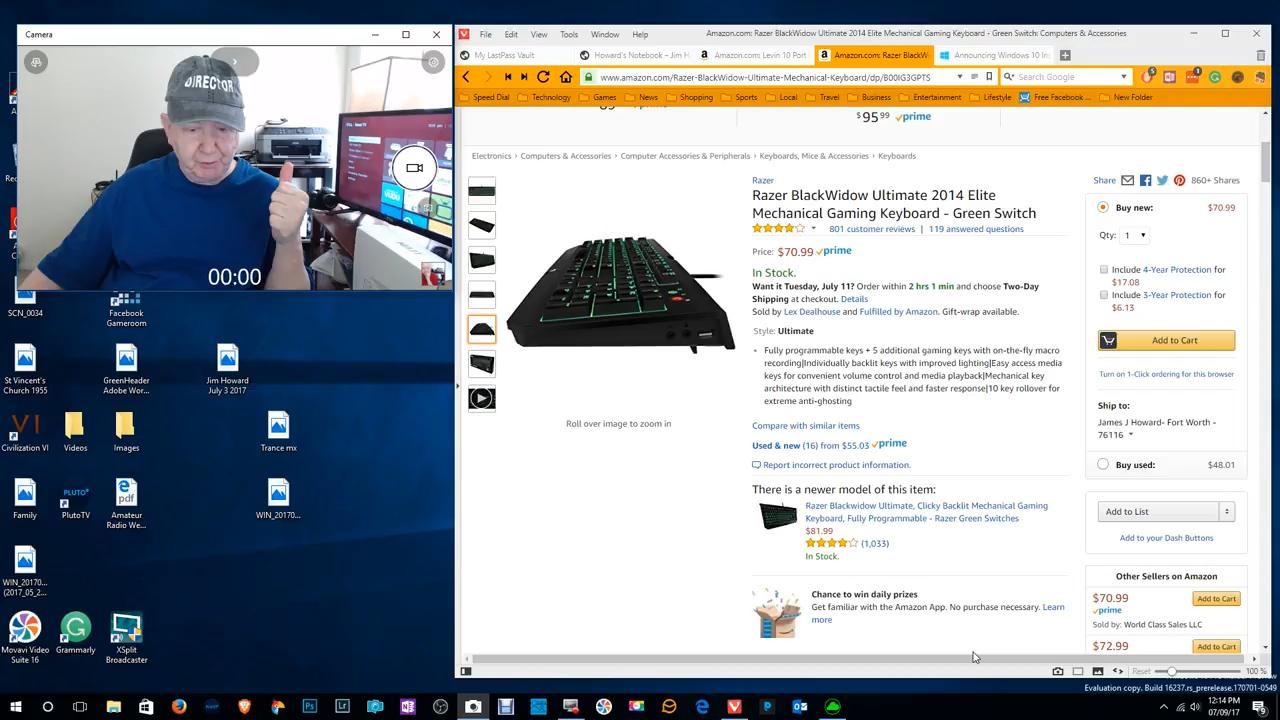 Camera
DIRECTOR
00:00
SCN_0034
Facebook
Gameroom
St Vincent's
Church 1955
GreenHeader
Adobe Wor...
Jim Howard
July 3 2017
Civilization VI
Videos
Images
Trance mx
Family
PlutoTV
Amateur
Radio We...
WIN_20170...
WIN_20170...
(2017_05_2...
Movavi Video
Suite 16
Grammarly
XSplit
Broadcaster
File
Edit
View
Tools
Window
Help
Amazon.com: Razer BlackWidow Ultimate 2014 Elite Mechanical Gaming Keyboard - Green Switch: Computers & Accessories
My LastPass Vault
Howard's Notebook – Jim H
Amazon.com: Levin 10 Port
Amazon.com: Razer BlackW
Announcing Windows 10 In
www.amazon.com/Razer-BlackWidow-Ultimate-Mechanical-Keyboard/dp/B00IG3GPTS
Search Google
Speed Dial
Technology
Games
News
Shopping
Sports
Local
Travel
Business
Entertainment
Lifestyle
Free Facebook ...
New Folder
$95 99 prime
Electronics › Computers & Accessories › Computer Accessories & Peripherals › Keyboards, Mice & Accessories › Keyboards
Razer
Razer BlackWidow Ultimate 2014 Elite
Mechanical Gaming Keyboard - Green Switch
801 customer reviews | 119 answered questions
Price: $70.99 prime
In Stock.
Want it Tuesday, July 11? Order within 2 hrs 1 min and choose Two-Day
Shipping at checkout. Details
Sold by Lex Dealhouse and Fulfilled by Amazon. Gift-wrap available.
Style: Ultimate
Fully programmable keys + 5 additional gaming keys with on-the-fly macro
recording|Individually backlit keys with improved lighting|Easy access media
keys for convenient volume control and media playback|Mechanical key
architecture with distinct tactile feel and faster response|10 key rollover for
extreme anti-ghosting
Roll over image to zoom in
Compare with similar items
Used & new (16) from $55.03 prime
Report incorrect product information.
There is a newer model of this item:
Razer Blackwidow Ultimate, Clicky Backlit Mechanical Gaming
Keyboard, Fully Programmable - Razer Green Switches
$81.99
(1,033)
In Stock.
Chance to win daily prizes
Get familiar with the Amazon App. No purchase necessary. Learn
more
Share 860+ Shares
Buy new: $70.99
Qty: 1
Include 4-Year Protection for
$17.08
Include 3-Year Protection for
$6.13
Add to Cart
Turn on 1-Click ordering for this browser
Ship to:
James J Howard- Fort Worth -
76116
Buy used: $48.01
Add to List
Add to your Dash Buttons
Other Sellers on Amazon
$70.99 Add to Cart
prime
Sold by: World Class Sales LLC
$72.99 Add to Cart
Reset 100 %
Evaluation copy. Build 16237.rs_prerelease.170701-0549
12:14 PM
07/09/17